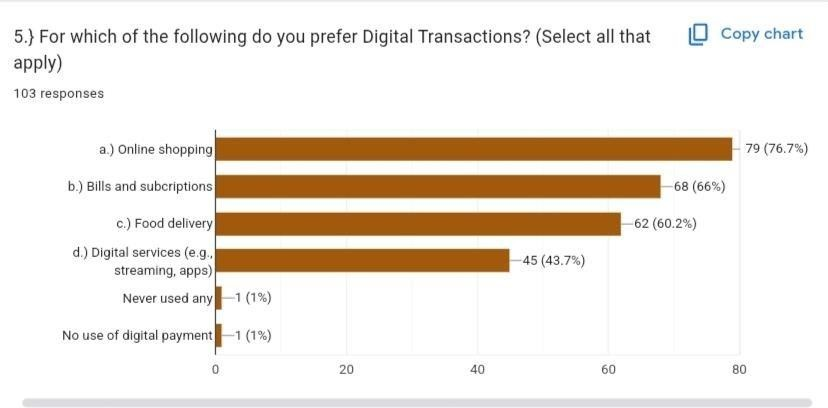 5.} For which of the following do you prefer Digital Transactions? (Select all that
apply)
Copy chart
103 responses
a.) Online shopping
79 (76.7%)
b.) Bills and subcriptions
68 (66%)
c.) Food delivery
62 (60.2%)
d.) Digital services (e.g.,
streaming, apps)
45 (43.7%)
Never used any
1 (1%)
No use of digital payment
1 (1%)
0
20
40
60
80